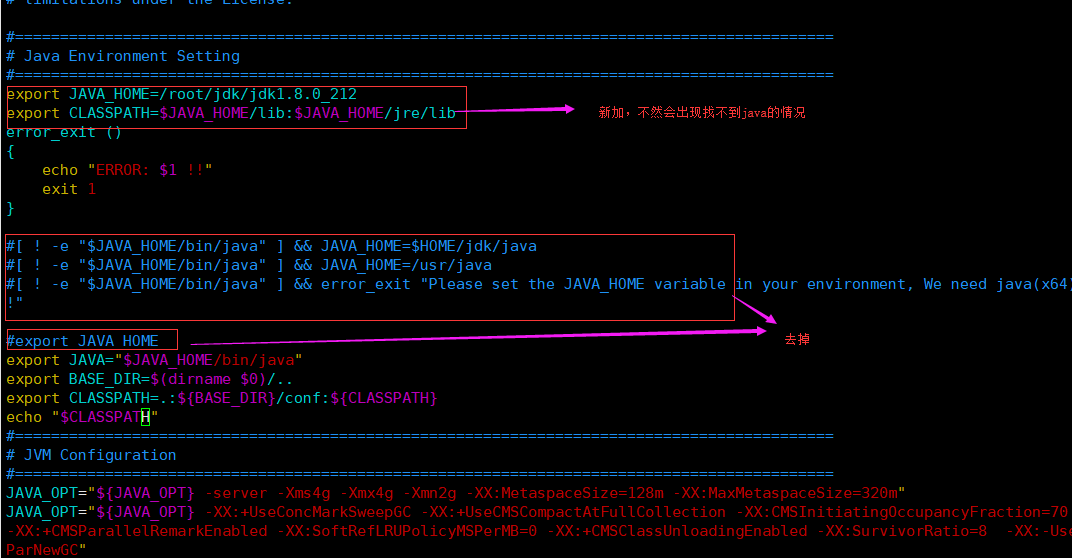 # limitations under the License.
#===========================================================================================
# Java Environment Setting
#===========================================================================================
export JAVA_HOME=/root/jdk/jdk1.8.0_212
export CLASSPATH=$JAVA_HOME/lib:$JAVA_HOME/jre/lib
新加，不然会出现找不到java的情况
error_exit ()
{
    echo "ERROR: $1 !!"
    exit 1
}
#[ ! -e "$JAVA_HOME/bin/java" ] && JAVA_HOME=$HOME/jdk/java
#[ ! -e "$JAVA_HOME/bin/java" ] && JAVA_HOME=/usr/java
#[ ! -e "$JAVA_HOME/bin/java" ] && error_exit "Please set the JAVA_HOME variable in your environment, We need java(x64)
!"
#export JAVA_HOME
去掉
export JAVA="$JAVA_HOME/bin/java"
export BASE_DIR=$(dirname $0)/..
export CLASSPATH=.:${BASE_DIR}/conf:${CLASSPATH}
echo "$CLASSPATH"
#===========================================================================================
# JVM Configuration
#===========================================================================================
JAVA_OPT="${JAVA_OPT} -server -Xms4g -Xmx4g -Xmn2g -XX:MetaspaceSize=128m -XX:MaxMetaspaceSize=320m"
JAVA_OPT="${JAVA_OPT} -XX:+UseConcMarkSweepGC -XX:+UseCMSCompactAtFullCollection -XX:CMSInitiatingOccupancyFraction=70
-XX:+CMSParallelRemarkEnabled -XX:SoftRefLRUPolicyMSPerMB=0 -XX:+CMSClassUnloadingEnabled -XX:SurvivorRatio=8  -XX:-Use
ParNewGC"